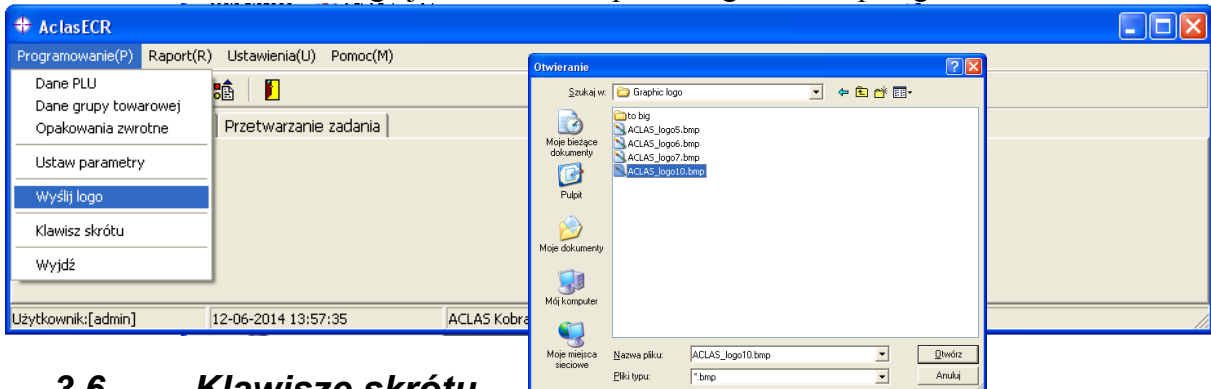 AclasECR
Programowanie(P) Raport(R) Ustawienia(U) Pomoc(M)
Dane PLU
Dane grupy towarowej
Opakowania zwrotne
Ustaw parametry
Wyślij logo
Klawisz skrótu
Wyjdź
Przetwarzanie zadania
Użytkownik:[admin] 12-06-2014 13:57:35 ACLAS Kobra
Otwieranie
Szukaj w: Graphic logo
Moje bieżące
dokumenty
Pulpit
Moje dokumenty
Mój komputer
Moje miejsca
sieciowe
to big
ACLAS_logo5.bmp
ACLAS_logo6.bmp
ACLAS_logo7.bmp
ACLAS_logo10.bmp
Nazwa pliku: ACLAS_logo10.bmp Otwórz
Pliki typu: *.bmp Anuluj
3.6 Klawisze skrótu